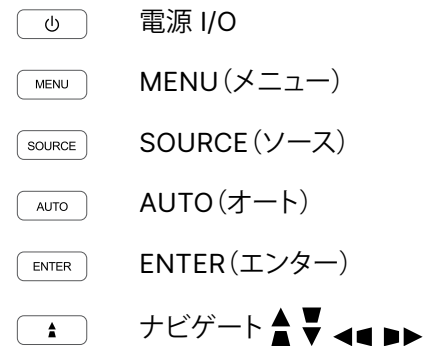 電源 I/O
MENU MENU（メニュー）
SOURCE SOURCE（ソース）
AUTO AUTO（オート）
ENTER ENTER（エンター）
ナビゲート